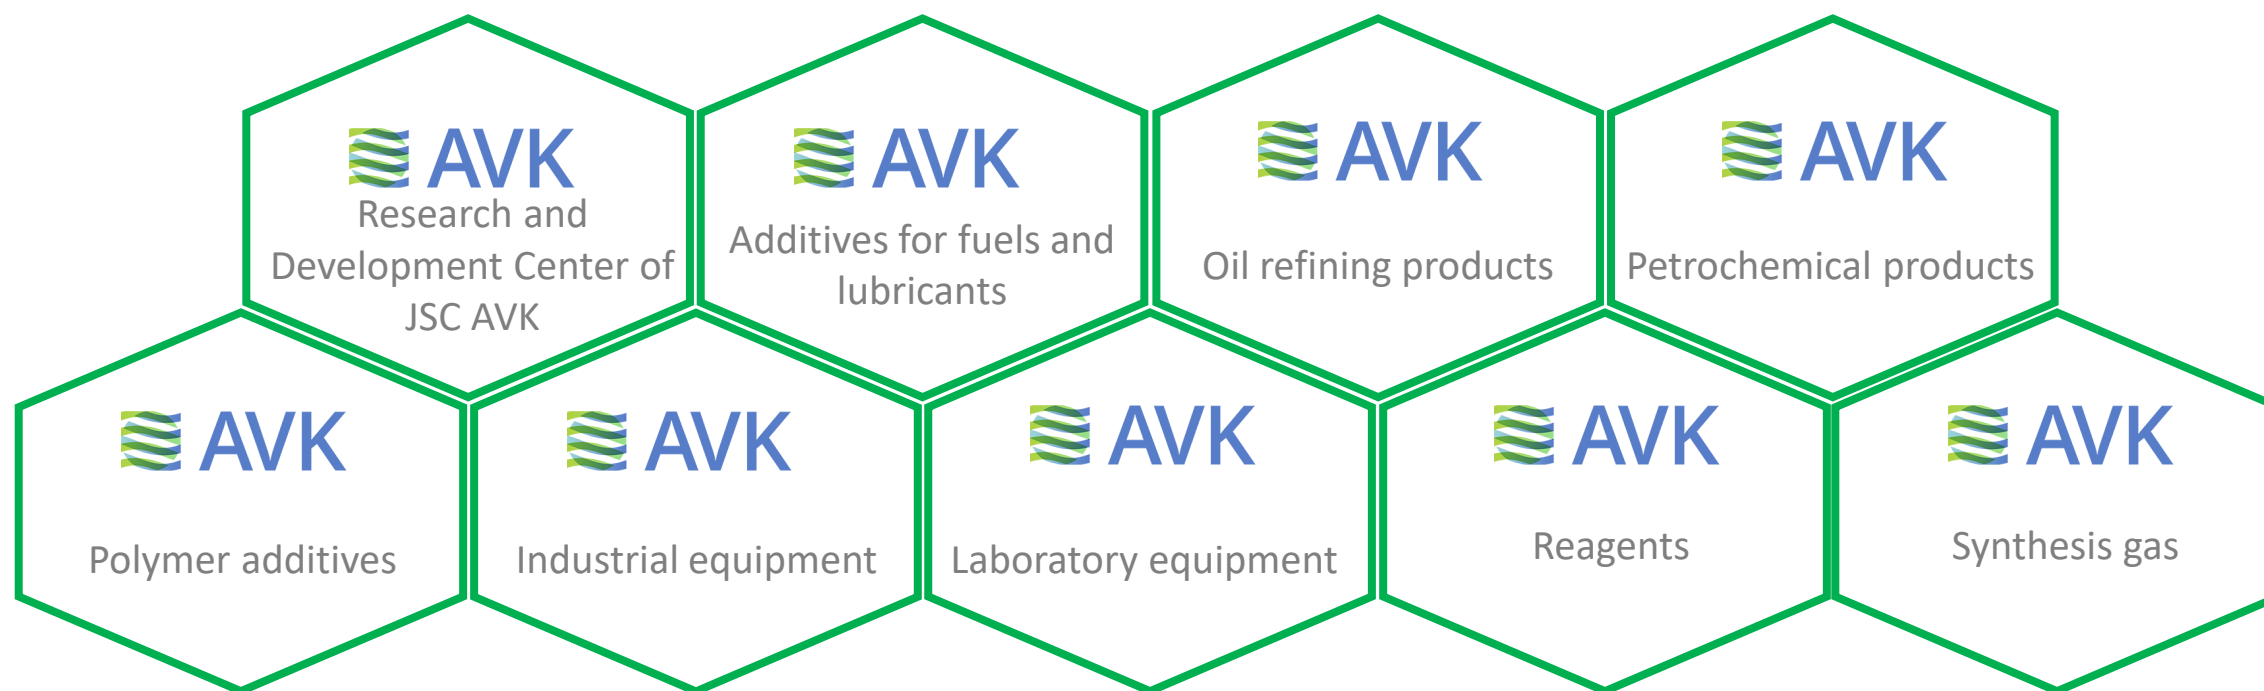 AVK
Research and
Development Center of
JSC AVK
AVK
Additives for fuels and
lubricants
AVK
Oil refining products
AVK
Petrochemical products
AVK
Polymer additives
AVK
Industrial equipment
AVK
Laboratory equipment
AVK
Reagents
AVK
Synthesis gas